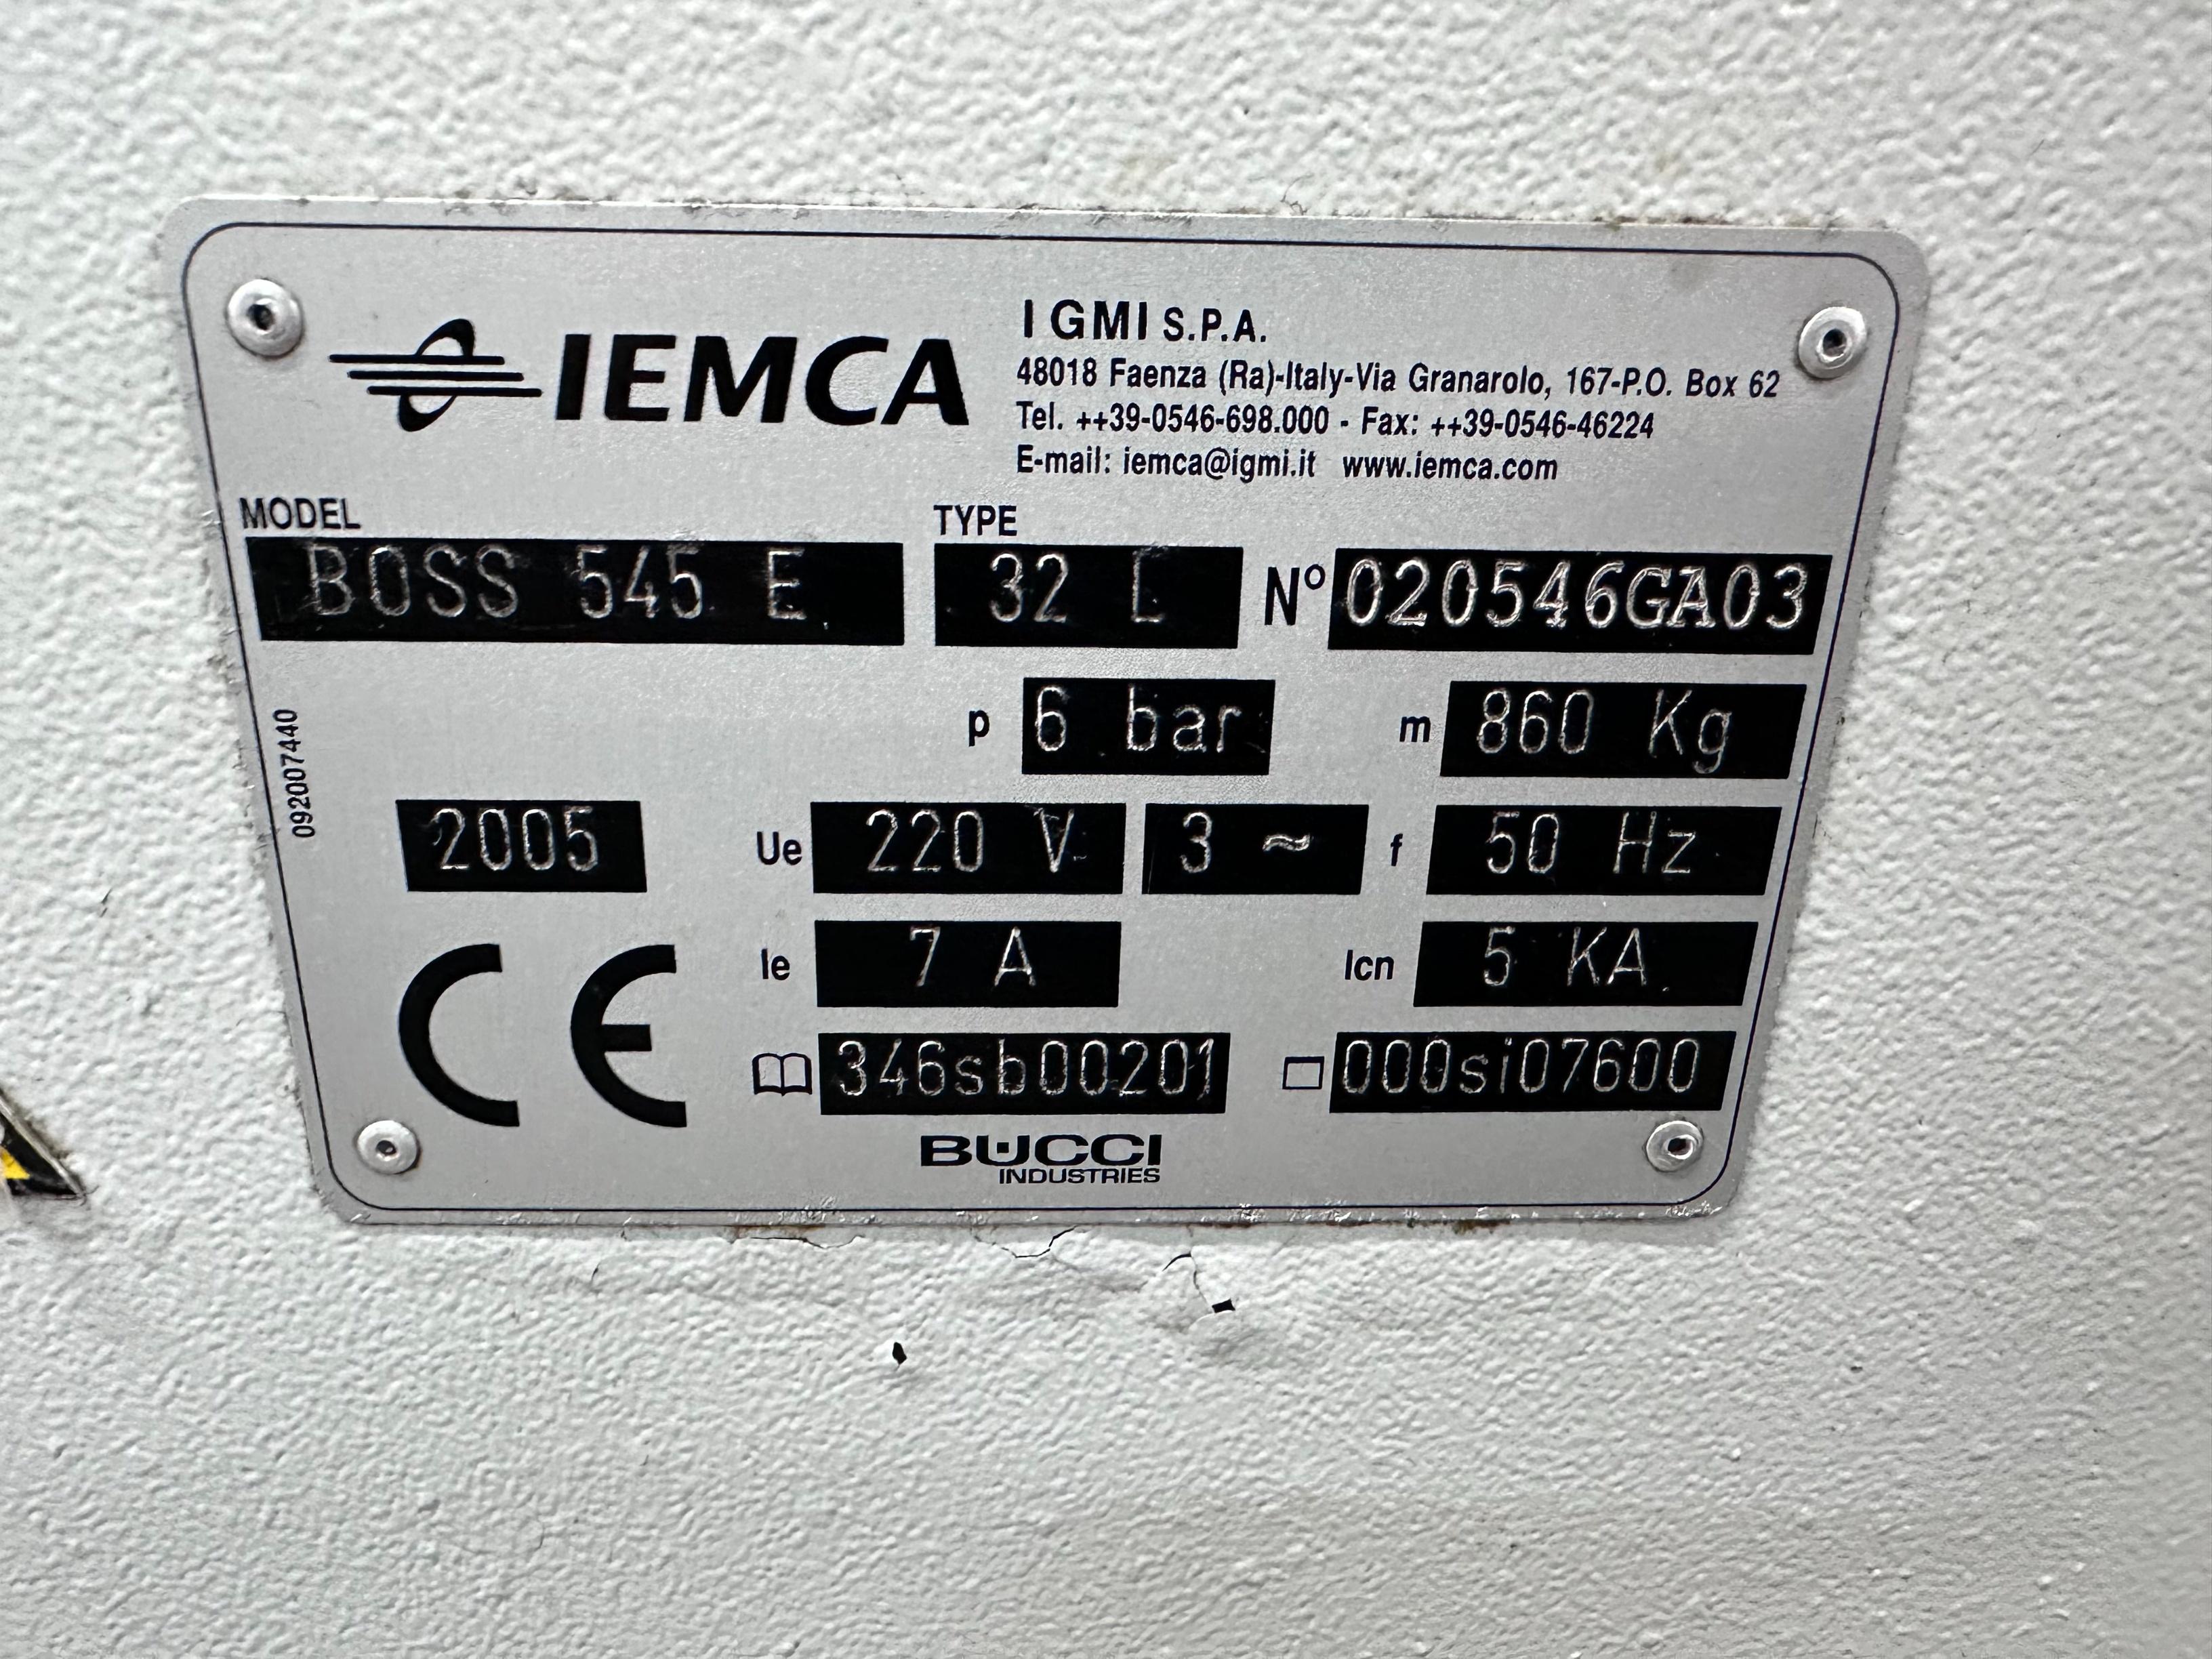 IEMCA
I GMI S.P.A.
48018 Faenza (Ra)-Italy-Via Granarolo, 167-P.O. Box 62
Tel. ++39-0546-698.000 - Fax: ++39-0546-46224
E-mail: iemca@igmi.it www.iemca.com
MODEL TYPE
BOSS 545 E 32 L N° 020546GA03
p 6 bar m 860 Kg
092007440
2005 Ue 220 V 3 ~ f 50 Hz
Ie 7 A Icn 5 KA
CE
346sb00201 000si07600
BUCCI
INDUSTRIES